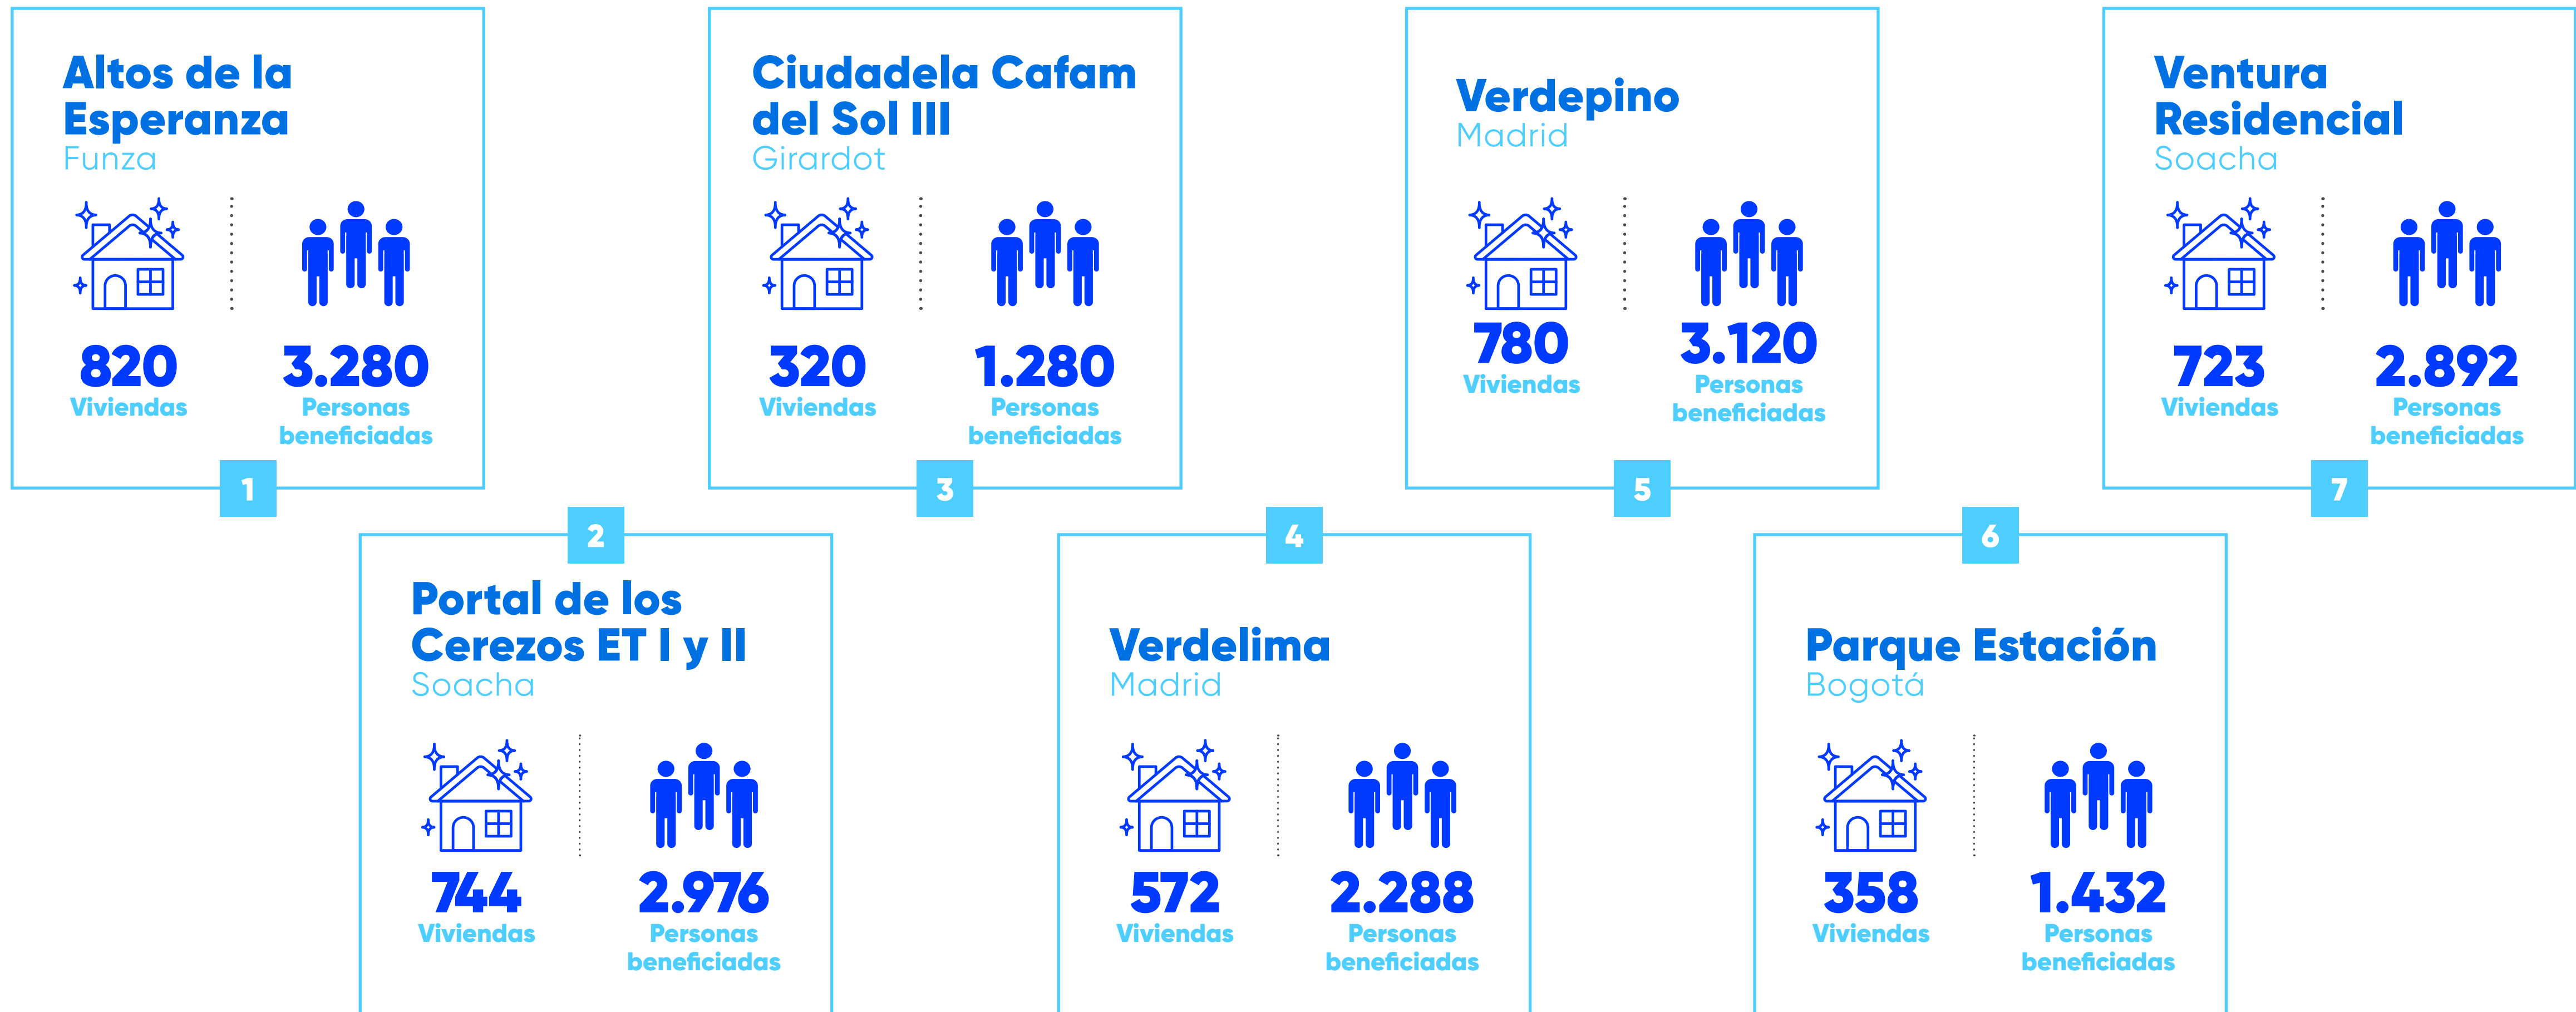 Altos de la
Esperanza
Funza
820
Viviendas
3.280
Personas
beneficiadas
1
2
Portal de los
Cerezos ET I y II
Soacha
744
Viviendas
2.976
Personas
beneficiadas
Ciudadela Cafam
del Sol III
Girardot
320
Viviendas
1.280
Personas
beneficiadas
3
4
Verdelima
Madrid
572
Viviendas
2.288
Personas
beneficiadas
Verdepino
Madrid
780
Viviendas
3.120
Personas
beneficiadas
5
6
Parque Estación
Bogotá
358
Viviendas
1.432
Personas
beneficiadas
Ventura
Residencial
Soacha
723
Viviendas
2.892
Personas
beneficiadas
7